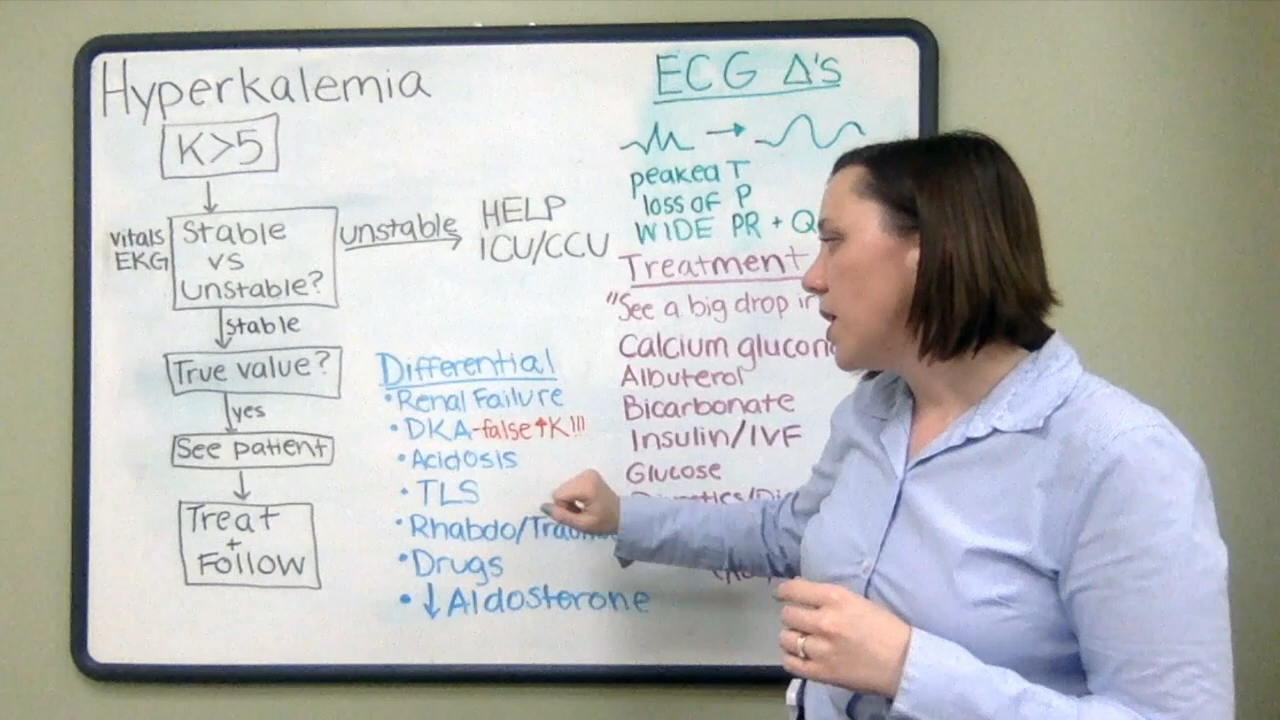 Hyperkalemia
K>5
vitals
EKG
Stable
vs
unstable?
unstable
HELP
ICU/CCU
stable
True value?
yes
See patient
Treat
+
Follow
Differential
• Renal Failure
• DKA-false↑K!!!
• Acidosis
• TLS
• Rhabdo/
• Drugs
• ↓Aldosterone
ECG Δ's
→
peaked T
loss of P
WIDE PR +
Treatment
"See a big drop in
Calcium
Albuterol
Bicarbonate
Insulin/IVF
Glucose